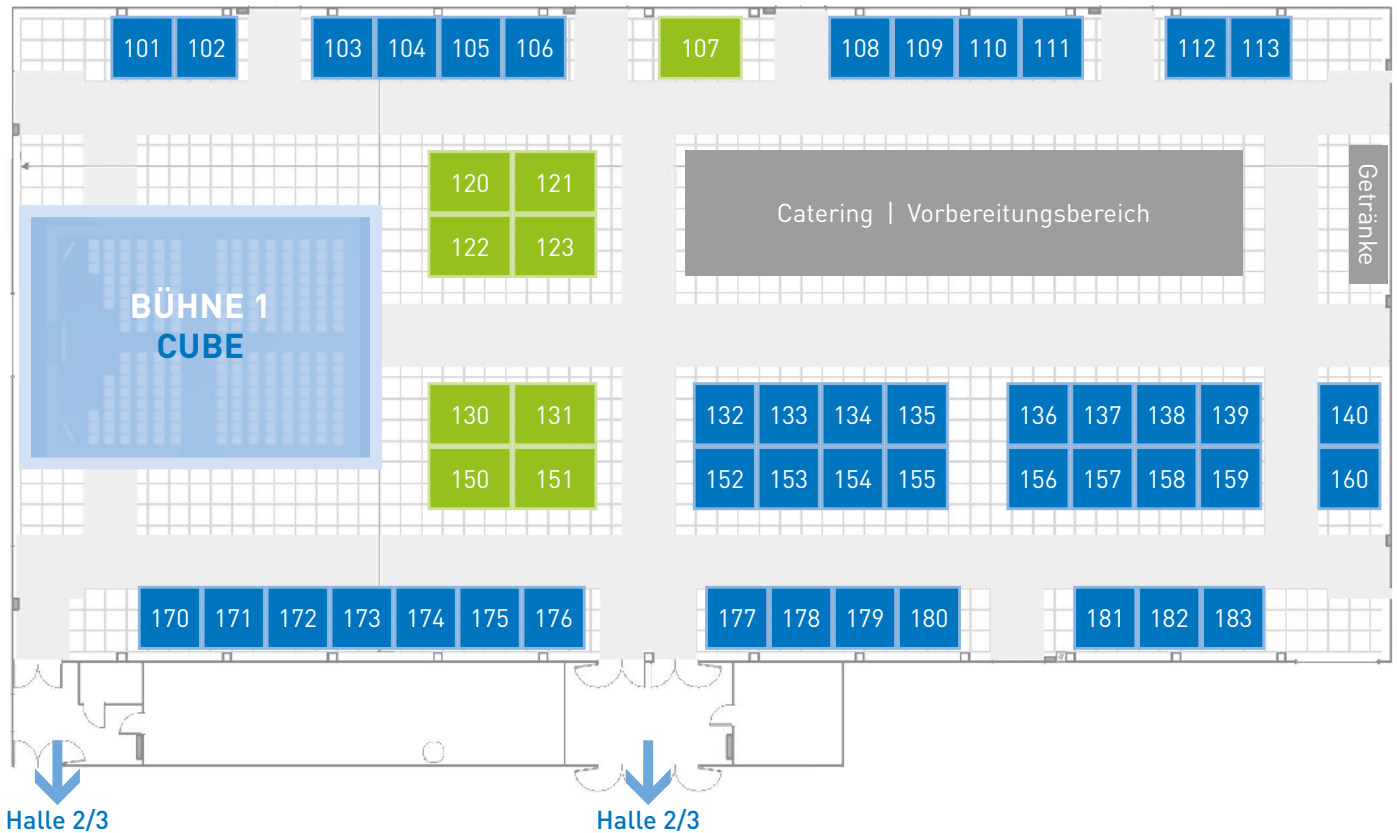 101 102 103 104 105 106 107 108 109 110 111 112 113
120 121
Catering | Vorbereitungsbereich
Getränke
122 123
BÜHNE 1
CUBE
130 131 132 133 134 135 136 137 138 139 140
150 151 152 153 154 155 156 157 158 159 160
170 171 172 173 174 175 176 177 178 179 180 181 182 183
Halle 2/3 Halle 2/3